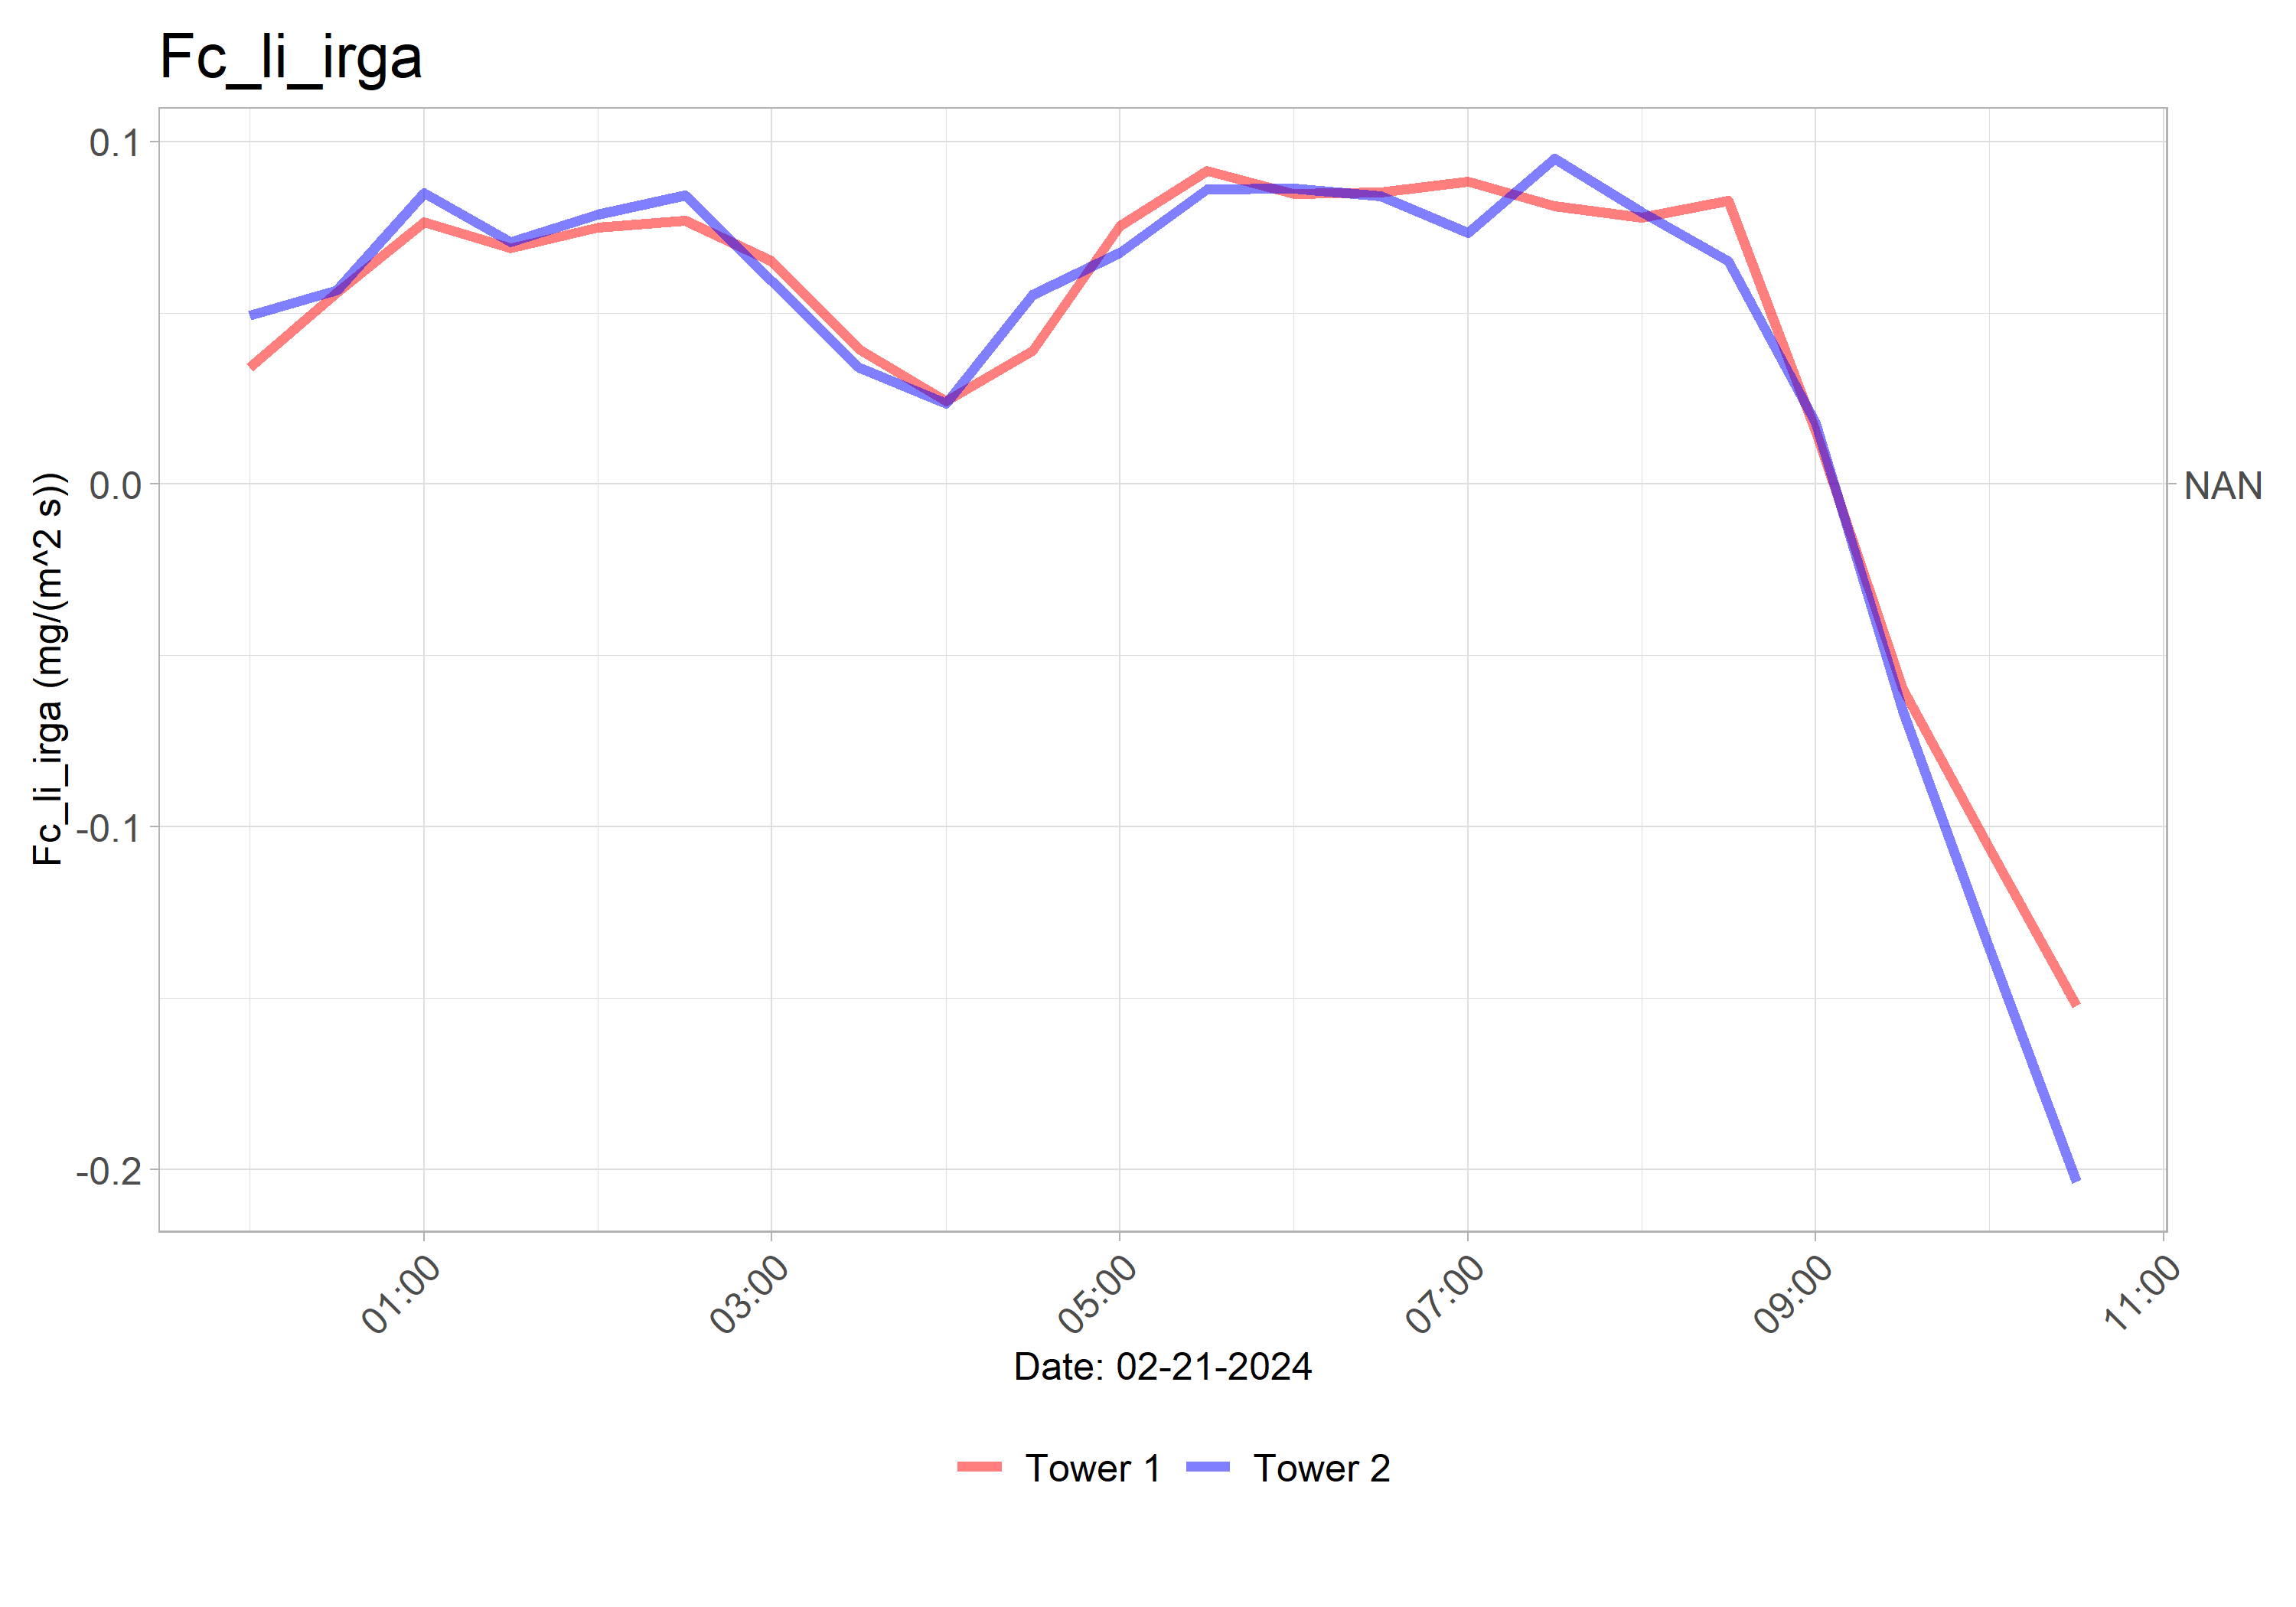 Fc_li_irga
0.1
0.0
-0.1
-0.2
Fc_li_irga (mg/(m^2 s))
NAN
01:00 03:00 05:00 07:00 09:00 11:00
Date: 02-21-2024
Tower 1 Tower 2